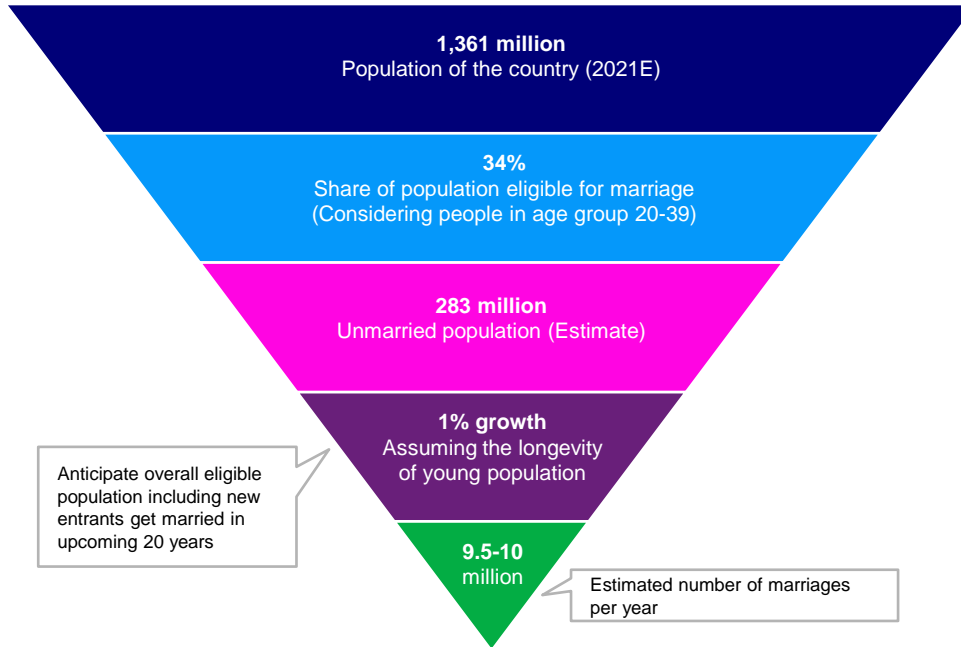 1,361 million
Population of the country (2021E)
34%
Share of population eligible for marriage
(Considering people in age group 20-39)
283 million
Unmarried population (Estimate)
1% growth
Assuming the longevity
of young population
Anticipate overall eligible
population including new
entrants get married in
upcoming 20 years
9.5-10
million
Estimated number of marriages
per year